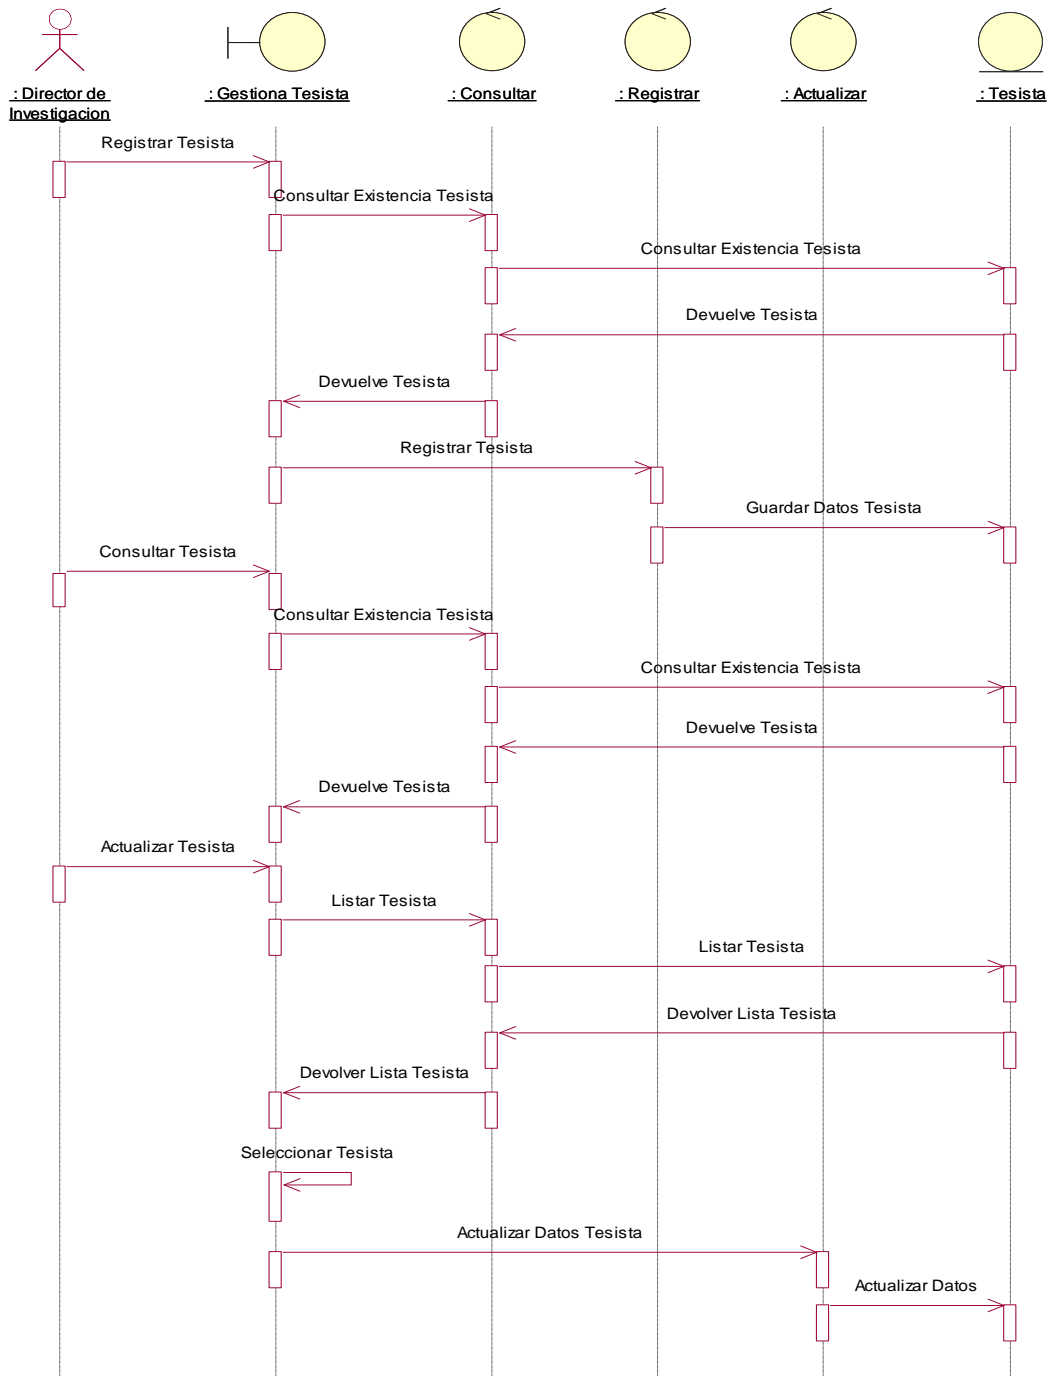 : Director de
Investigacion
: Gestiona Tesista
: Consultar
: Registrar
: Actualizar
: Tesista
Registrar Tesista
Consultar Existencia Tesista
Consultar Existencia Tesista
Devuelve Tesista
Devuelve Tesista
Registrar Tesista
Guardar Datos Tesista
Consultar Tesista
Consultar Existencia Tesista
Consultar Existencia Tesista
Devuelve Tesista
Devuelve Tesista
Actualizar Tesista
Listar Tesista
Listar Tesista
Devolver Lista Tesista
Devolver Lista Tesista
Seleccionar Tesista
Actualizar Datos Tesista
Actualizar Datos